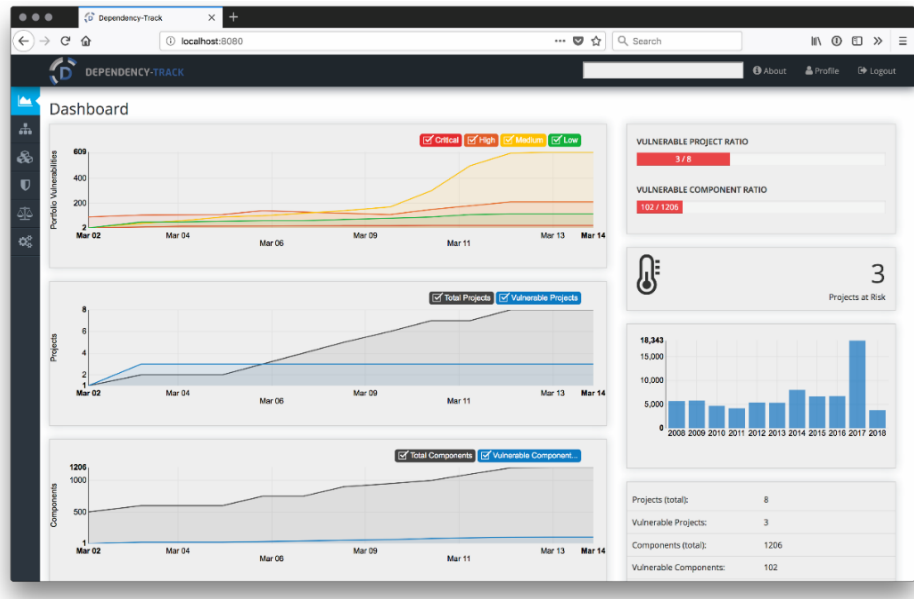 Dependency-Track
localhost:8080
Search
DEPENDENCY-TRACK
About Profile Logout
Dashboard
Critical High Medium Low
Portfolio Vulnerabilities
609
400
200
2
Mar 02 Mar 04 Mar 06 Mar 09 Mar 11 Mar 13 Mar 14
Total Projects Vulnerable Projects
Projects
8
6
4
2
1
Mar 02 Mar 04 Mar 06 Mar 09 Mar 11 Mar 13 Mar 14
Total Components Vulnerable Component...
Components
1206
1000
500
1
Mar 02 Mar 04 Mar 06 Mar 09 Mar 11 Mar 13 Mar 14
VULNERABLE PROJECT RATIO
3 / 8
VULNERABLE COMPONENT RATIO
102 / 1206
3
Projects at Risk
18,343
15,000
10,000
5,000
0
2008 2009 2010 2011 2012 2013 2014 2015 2016 2017 2018
Projects (total): 8
Vulnerable Projects: 3
Components (total): 1206
Vulnerable Components: 102